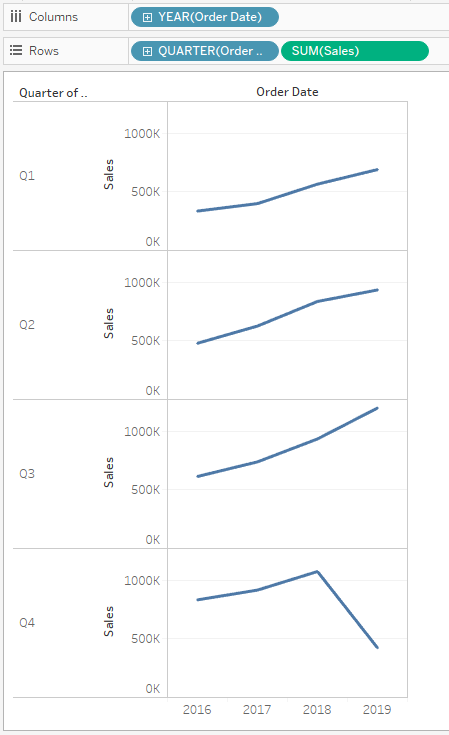 Columns YEAR(Order Date)
Rows QUARTER(Order .. SUM(Sales)
Quarter of .. Order Date
Q1 Sales 1000K 500K 0K
Q2 Sales 1000K 500K 0K
Q3 Sales 1000K 500K 0K
Q4 Sales 1000K 500K 0K
2016 2017 2018 2019